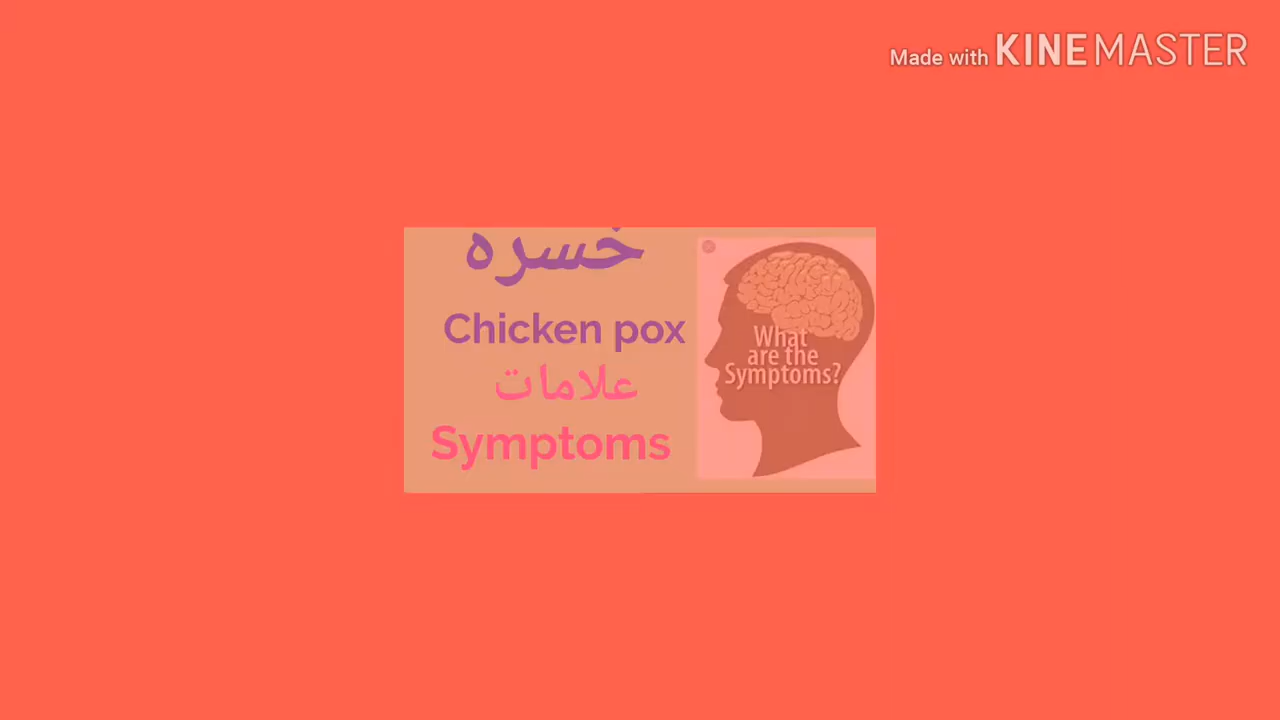 Made with KINEMASTER
خسره
Chicken pox
علامات
Symptoms
What
are the
Symptoms?